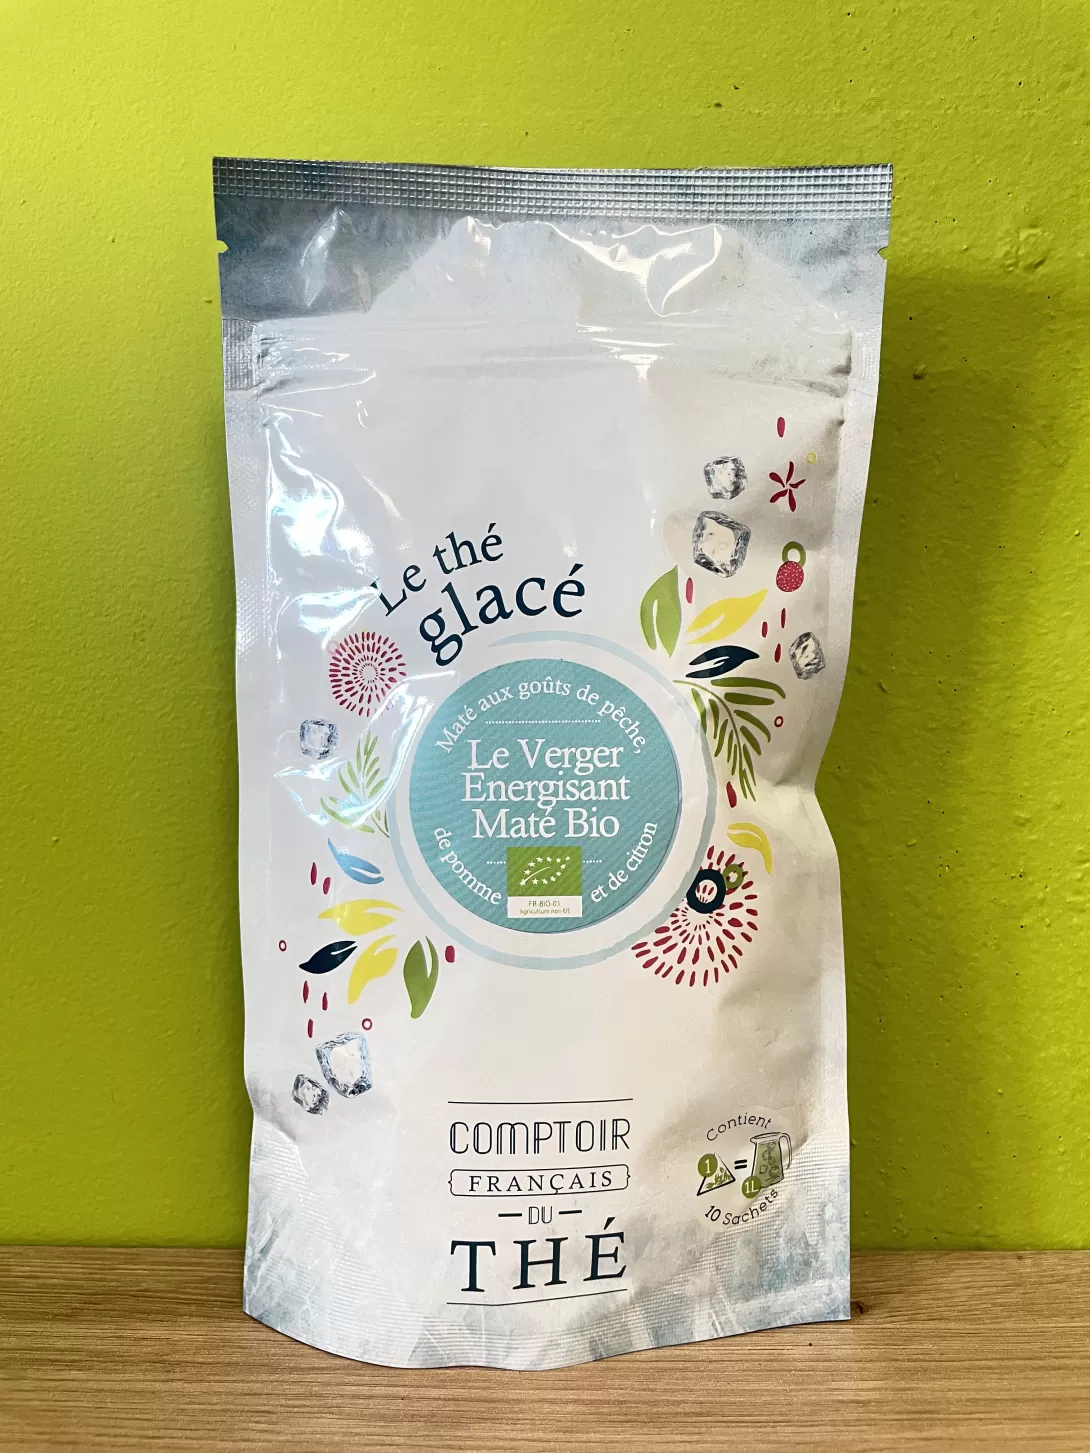 Le thé
glacé
Maté aux goûts de pêche,
Le Verger
Énergisant
Maté Bio
de pomme
et de citron
FR-BIO-01
Agriculture non UE
COMPTOIR
FRANÇAIS
DU
THÉ
Contient
1
=
1L
10 Sachets